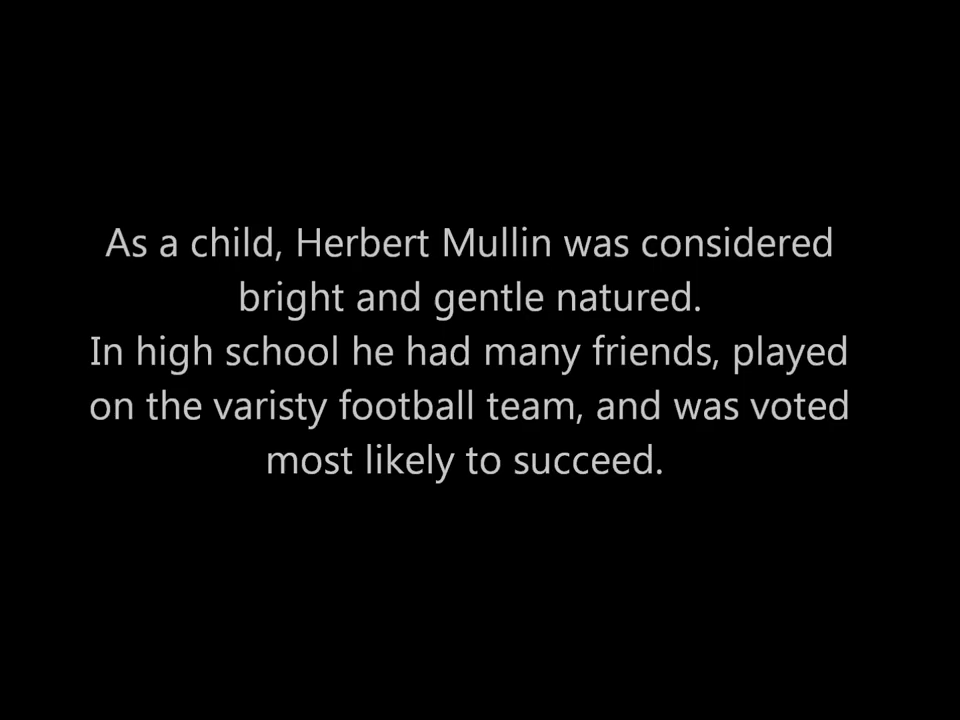 As a child, Herbert Mullin was considered
bright and gentle natured.
In high school he had many friends, played
on the varisty football team, and was voted
most likely to succeed.